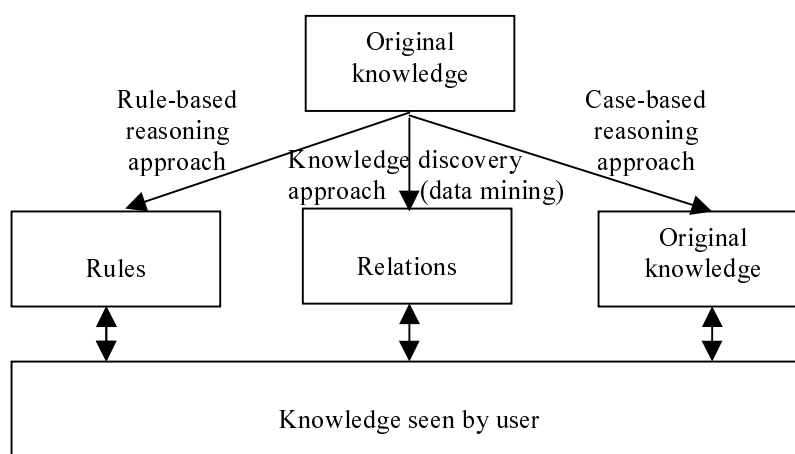 Original
knowledge
Rule-based
reasoning
approach
Knowledge discovery
approach (data mining)
Case-based
reasoning
approach
Rules
Relations
Original
knowledge
Knowledge seen by user